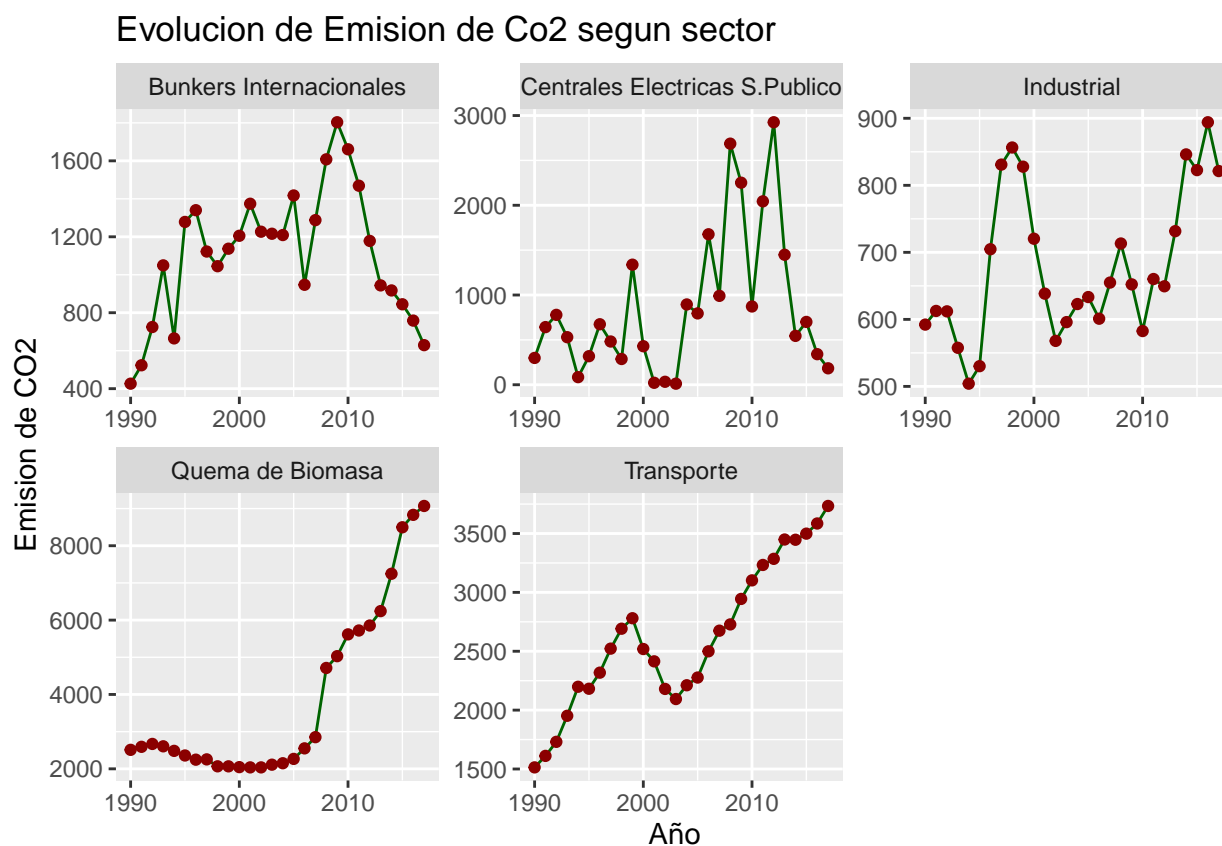 Evolucion de Emision de Co2 segun sector
Bunkers Internacionales
Centrales Electricas S.Publico
Industrial
1600
1200
800
400
3000
2000
1000
0
900
800
700
600
500
1990 2000 2010
1990 2000 2010
1990 2000 2010
Emision de CO2
Quema de Biomasa
Transporte
8000
6000
4000
2000
3500
3000
2500
2000
1500
1990 2000 2010
1990 2000 2010
Año